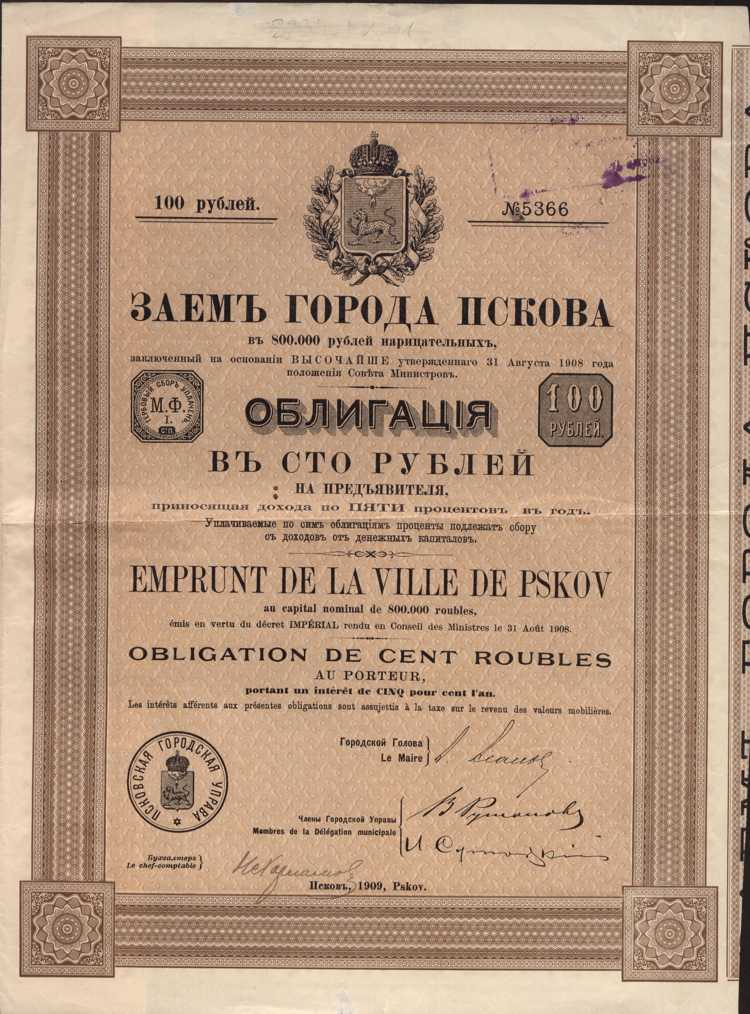 100 рублей.
№5366
ЗАЕМЪ ГОРОДА ПСКОВА
въ 800.000 рублей нарицательныхъ,
заключенный на основаніи ВЫСОЧАЙШЕ утвержденнаго 31 Августа 1908 года
положенія Совѣта Министровъ.
ГЕРБОВЫЙ СБОРЪ УПЛАЧЕНЪ.
М.Ф.
I.
СП.
ОБЛИГАЦІЯ
100
РУБЛЕЙ.
ВЪ СТО РУБЛЕЙ
НА ПРЕДЪЯВИТЕЛЯ,
приносящая дохода по ПЯТИ процентовъ въ годъ.
Уплачиваемые по симъ облигаціямъ проценты подлежатъ сбору
съ доходовъ отъ денежныхъ капиталовъ.
EMPRUNT DE LA VILLE DE PSKOV
au capital nominal de 800.000 roubles,
émis en vertu du décret IMPÉRIAL rendu en Conseil des Ministres le 31 Août 1908.
OBLIGATION DE CENT ROUBLES
AU PORTEUR,
portant un intérêt de CINQ pour cent l'an.
Les intérêts afférents aux présentes obligations sont assujettis à la taxe sur le revenu des valeurs mobilières.
Городской Голова
Le Maire
ПСКОВСКАЯ ГОРОДСКАЯ УПРАВА
Члены Городской Управы
Membres de la Délégation municipale
Бухгалтеръ
Le chef-comptable
Псковъ, 1909, Pskov.